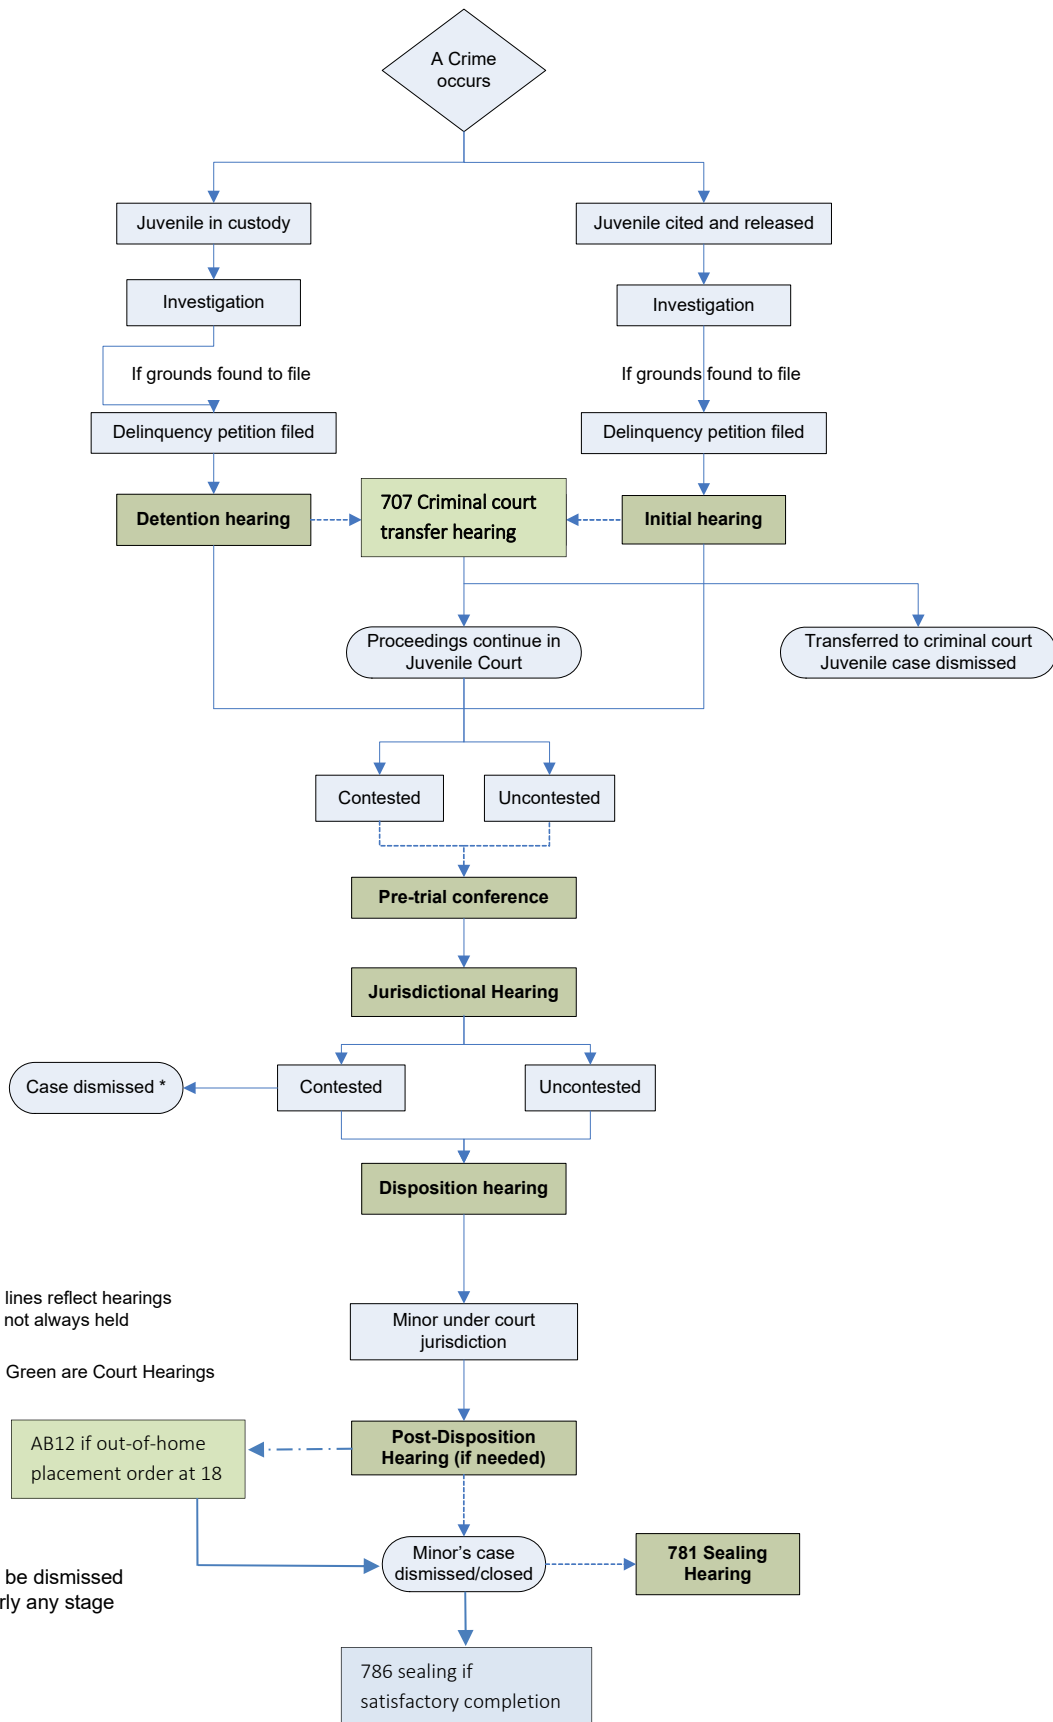 A Crime
occurs
Juvenile in custody
Juvenile cited and released
Investigation
Investigation
If grounds found to file
If grounds found to file
Delinquency petition filed
Delinquency petition filed
Detention hearing
707 Criminal court
transfer hearing
Initial hearing
Proceedings continue in
Juvenile Court
Transferred to criminal court
Juvenile case dismissed
Contested
Uncontested
Pre-trial conference
Jurisdictional Hearing
Case dismissed *
Contested
Uncontested
Disposition hearing
lines reflect hearings
not always held
Minor under court
jurisdiction
Green are Court Hearings
AB12 if out-of-home
placement order at 18
Post-Disposition
Hearing (if needed)
Minor’s case
dismissed/closed
781 Sealing
Hearing
be dismissed
any stage
786 sealing if
satisfactory completion